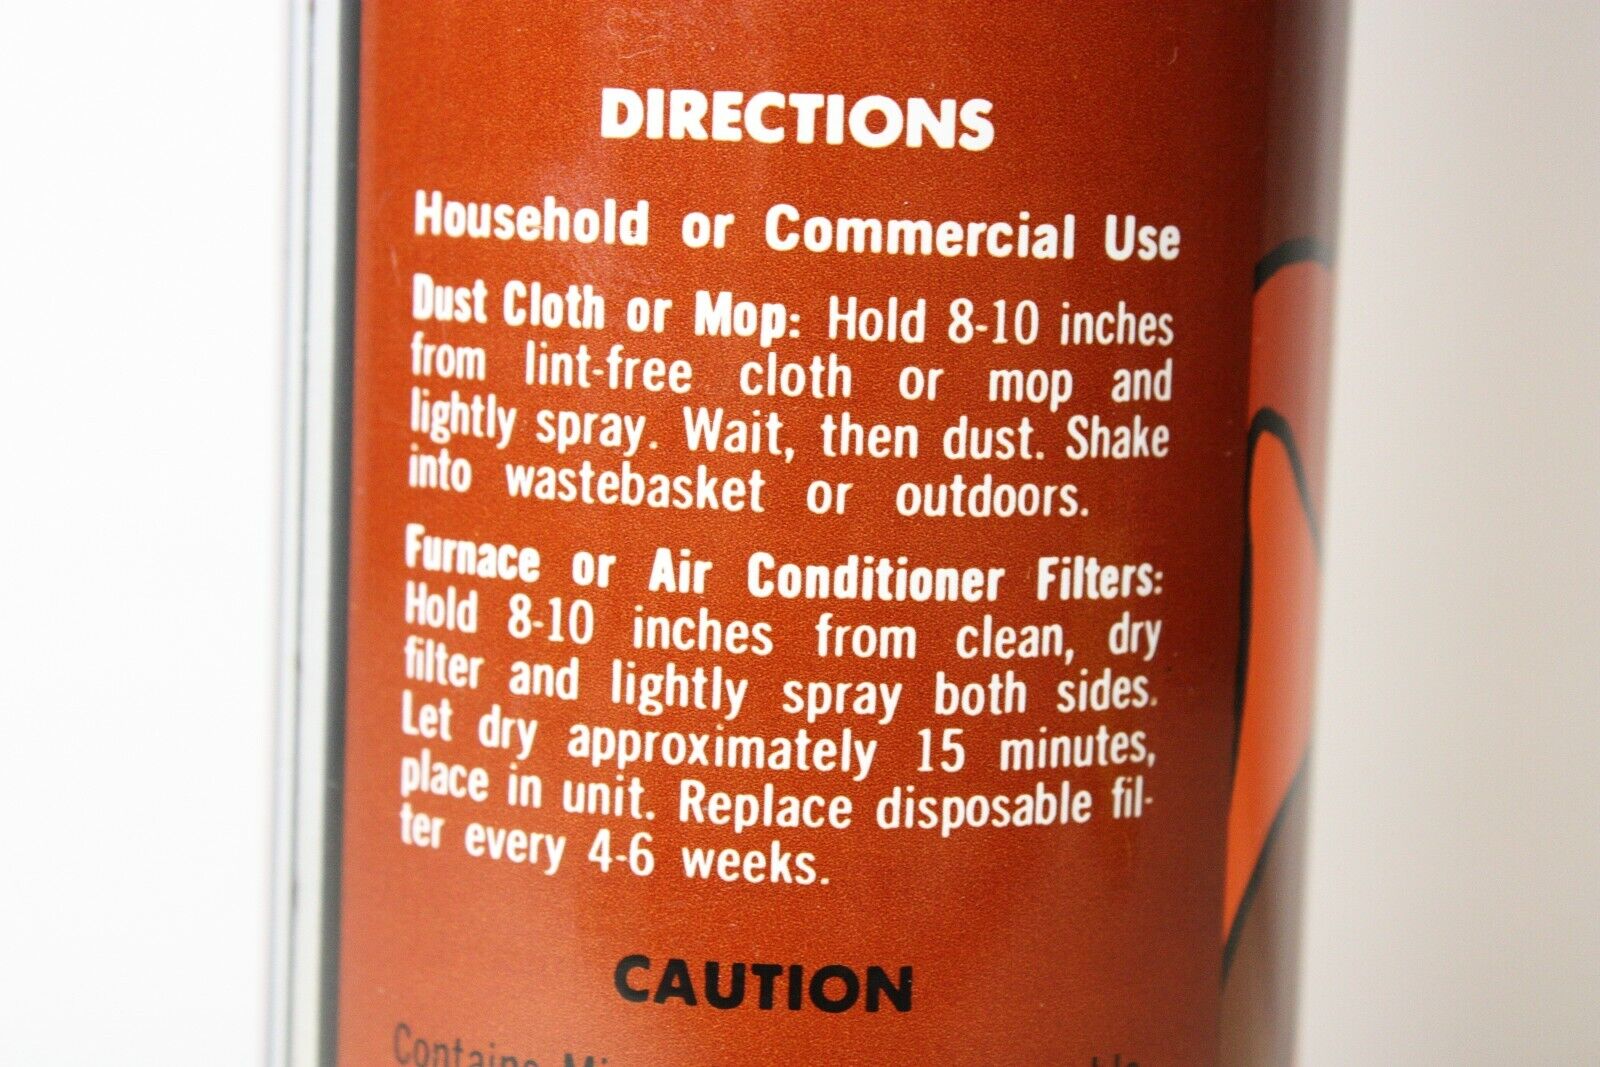 DIRECTIONS
Household or Commercial Use
Dust Cloth or Mop: Hold 8-10 inches
from lint-free cloth or mop and
lightly spray. Wait, then dust. Shake
into wastebasket or outdoors.
Furnace or Air Conditioner Filters:
Hold 8-10 inches from clean, dry
filter and lightly spray both sides.
Let dry approximately 15 minutes,
place in unit. Replace disposable fil-
ter every 4-6 weeks.
CAUTION
Contains